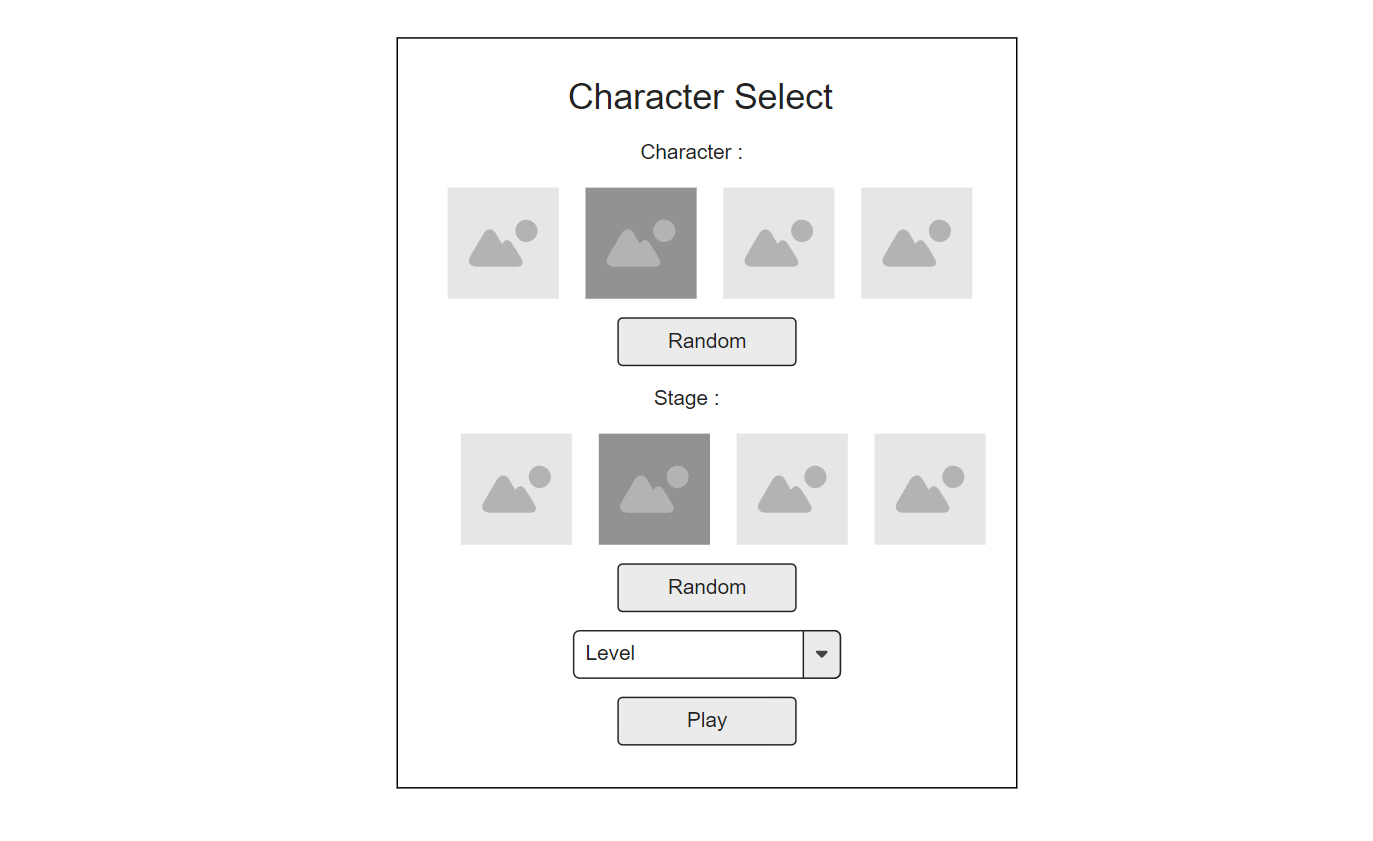 Character Select
Character :
Random
Stage :
Random
Level
Play